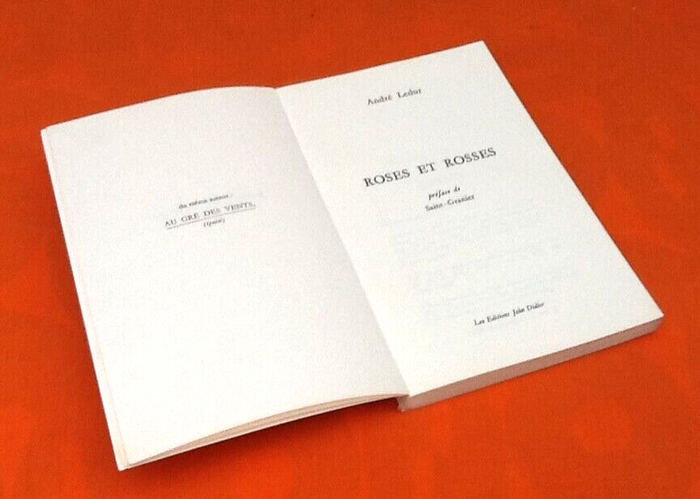 du même auteur :
AU GRÉ DES VENTS,
(épuisé)
André Leduc
ROSES ET ROSSES
préface de
Saint-Granier
Les Editions John Didier